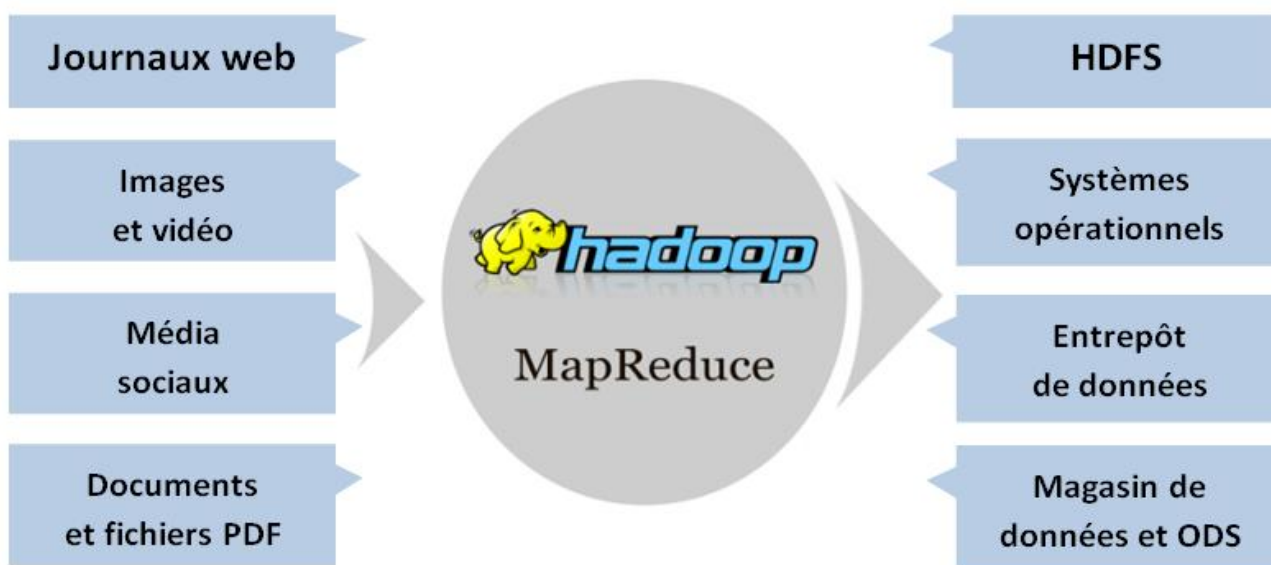 Journaux web
Images
et vidéo
Média
sociaux
Documents
et fichiers PDF
hadoop
MapReduce
HDFS
Systèmes
opérationnels
Entrepôt
de données
Magasin de
données et ODS